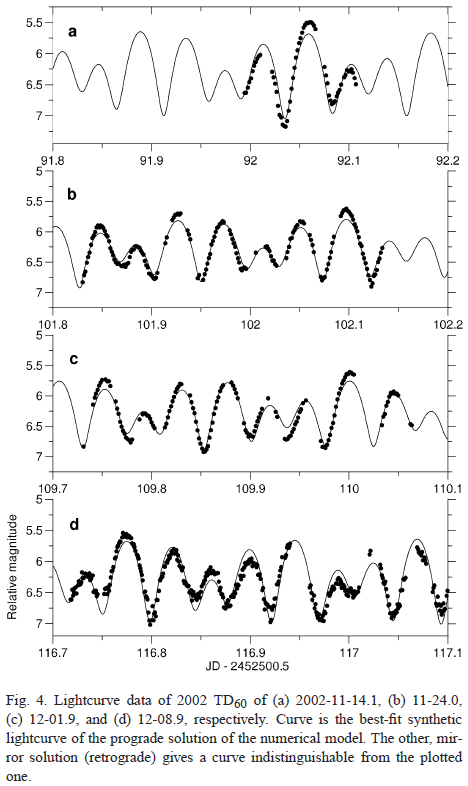 a
5.5
6
6.5
7
91.8 91.9 92 92.1 92.2
b
5
5.5
6
6.5
7
101.8 101.9 102 102.1 102.2
c
5
5.5
6
6.5
7
109.7 109.8 109.9 110 110.1
d
5
5.5
6
6.5
7
Relative magnitude
116.7 116.8 116.9 117 117.1
JD - 2452500.5
Fig. 4. Lightcurve data of 2002 TD60 of (a) 2002-11-14.1, (b) 11-24.0,
(c) 12-01.9, and (d) 12-08.9, respectively. Curve is the best-fit synthetic
lightcurve of the prograde solution of the numerical model. The other, mir-
ror solution (retrograde) gives a curve indistinguishable from the plotted
one.